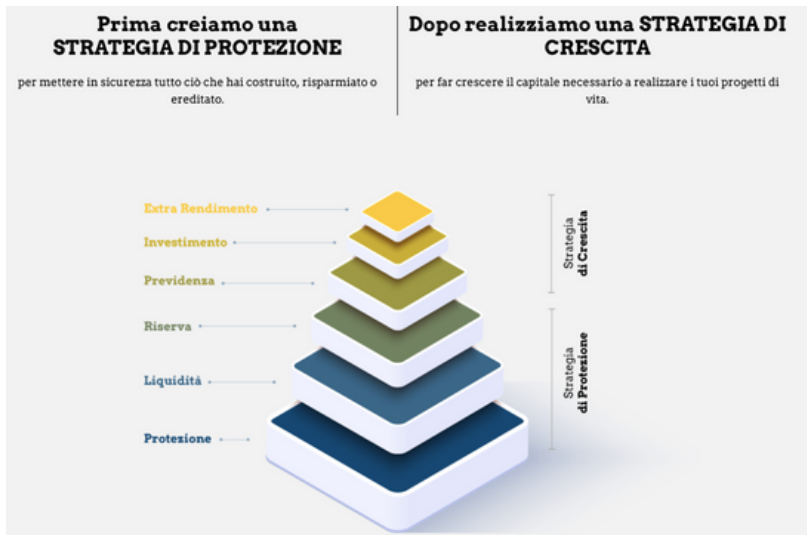 Prima creiamo una
STRATEGIA DI PROTEZIONE
per mettere in sicurezza tutto ciò che hai costruito, risparmiato o
ereditato.
Dopo realizziamo una STRATEGIA DI
CRESCITA
per far crescere il capitale necessario a realizzare i tuoi progetti di
vita.
Extra Rendimento
Investimento
Previdenza
Riserva
Liquidità
Protezione
Strategia
di Crescita
Strategia
di Protezione